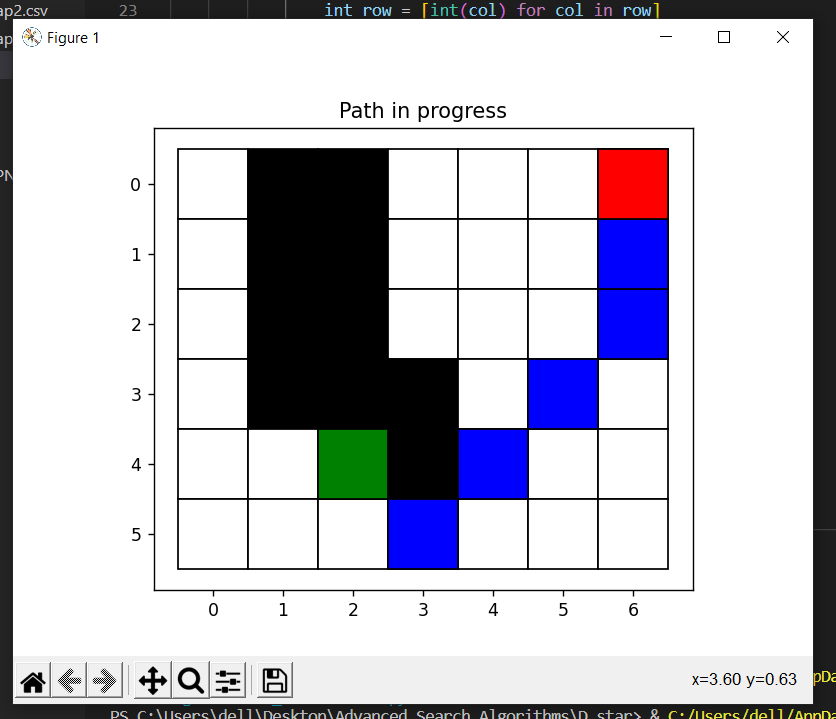 ap2.csv
23 int row = [int(col) for col in row]
Figure 1
Path in progress
0
1
2
3
4
5
0 1 2 3 4 5 6
x=3.60 y=0.63
PS C:\Users\dell\Desktop\Advanced Search Algorithms\D star> & C:/Users/dell/AppDa